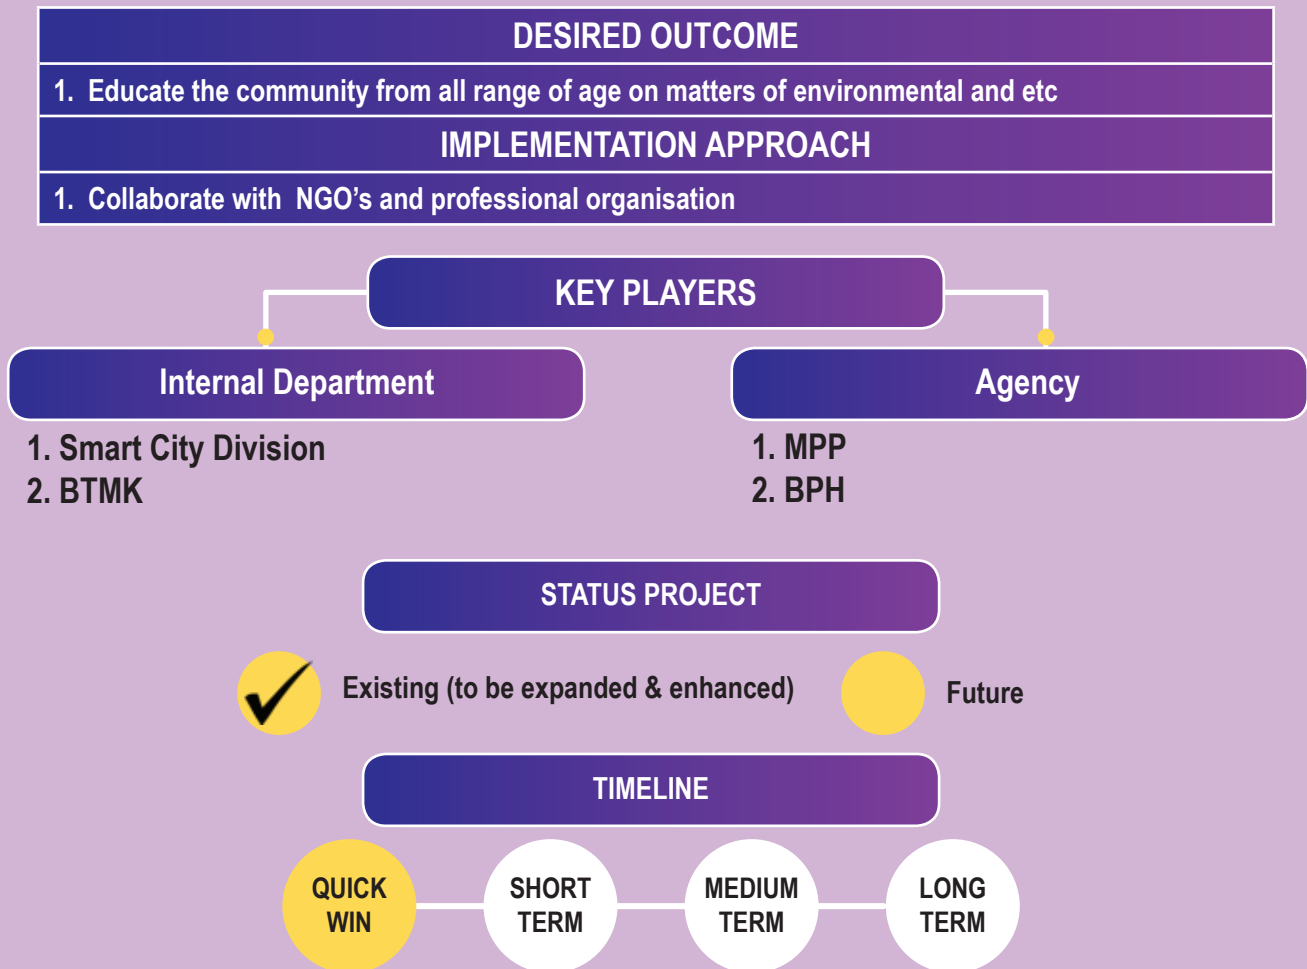 DESIRED OUTCOME
1. Educate the community from all range of age on matters of environmental and etc
IMPLEMENTATION APPROACH
1. Collaborate with NGO's and professional organisation
KEY PLAYERS
Internal Department
1. Smart City Division
2. BTMK
Agency
1. MPP
2. BPH
STATUS PROJECT
Existing (to be expanded & enhanced)
Future
TIMELINE
QUICK
WIN
SHORT
TERM
MEDIUM
TERM
LONG
TERM